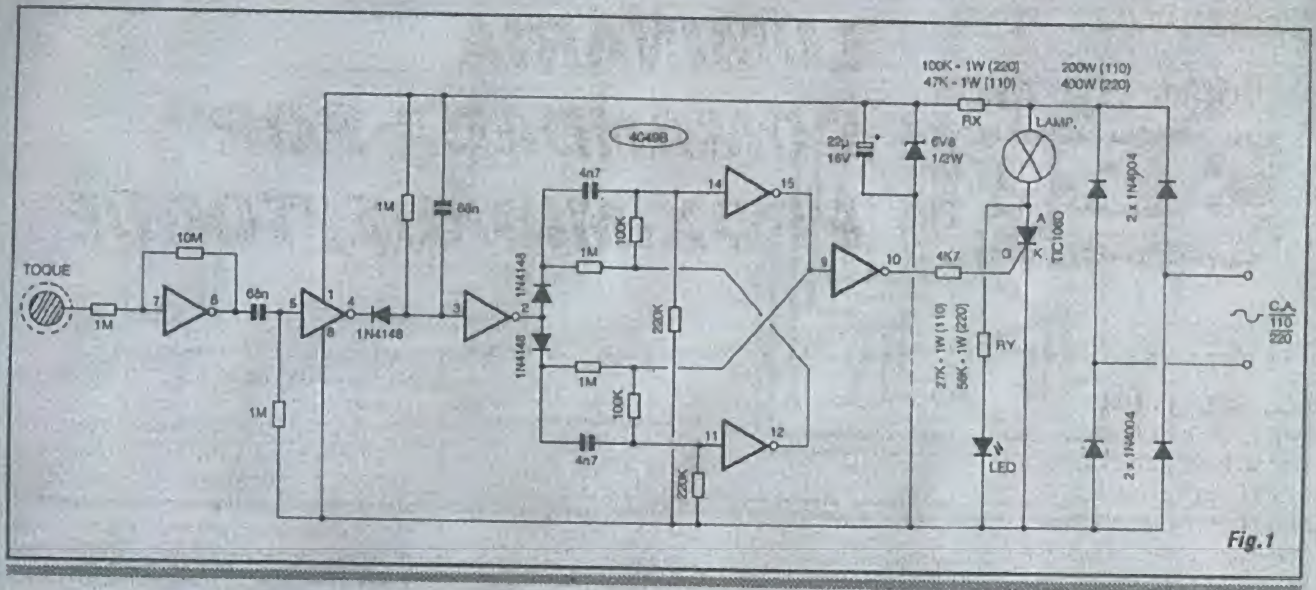 100K - 1W (220)
47K - 1W (110)
200W (110)
400W (220)
RX
LAMP.
4049B
22µ
16V
6V8
1/2W
4n7
14
15
1
1M
68n
100K
2 x 1N4004
A
G
K
TIC106D
10M
TOQUE
1M
7
6
68n
5
4
8
1N4148
3
2
1N4148
1N4148
1M
220K
9
10
4K7
C.A.
110
220
27K - 1W (110)
56K - 1W (220)
RY
1M
1M
100K
4n7
11
12
220K
LED
2 x 1N4004
Fig.1